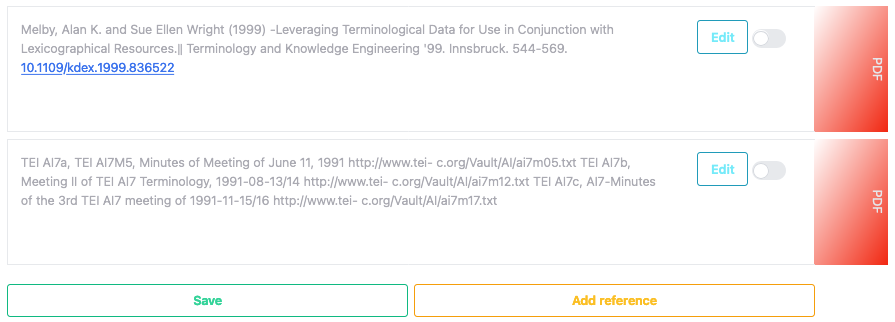 Melby, Alan K. and Sue Ellen Wright (1999) -Leveraging Terminological Data for Use in Conjunction with
Lexicographical Resources.‖ Terminology and Knowledge Engineering '99. Innsbruck. 544-569.
10.1109/kdex.1999.836522
Edit
PDF
TEI AI7a, TEI AI7M5, Minutes of Meeting of June 11, 1991 http://www.tei- c.org/Vault/AI/ai7m05.txt TEI AI7b,
Meeting II of TEI AI7 Terminology, 1991-08-13/14 http://www.tei- c.org/Vault/AI/ai7m12.txt TEI AI7c, AI7-Minutes
of the 3rd TEI AI7 meeting of 1991-11-15/16 http://www.tei- c.org/Vault/AI/ai7m17.txt
Edit
PDF
Save
Add reference